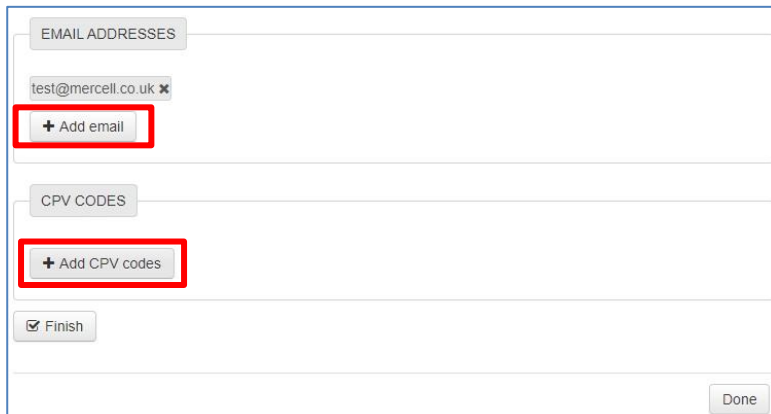 EMAIL ADDRESSES
test@mercell.co.uk ✖
+ Add email
CPV CODES
+ Add CPV codes
Finish
Done